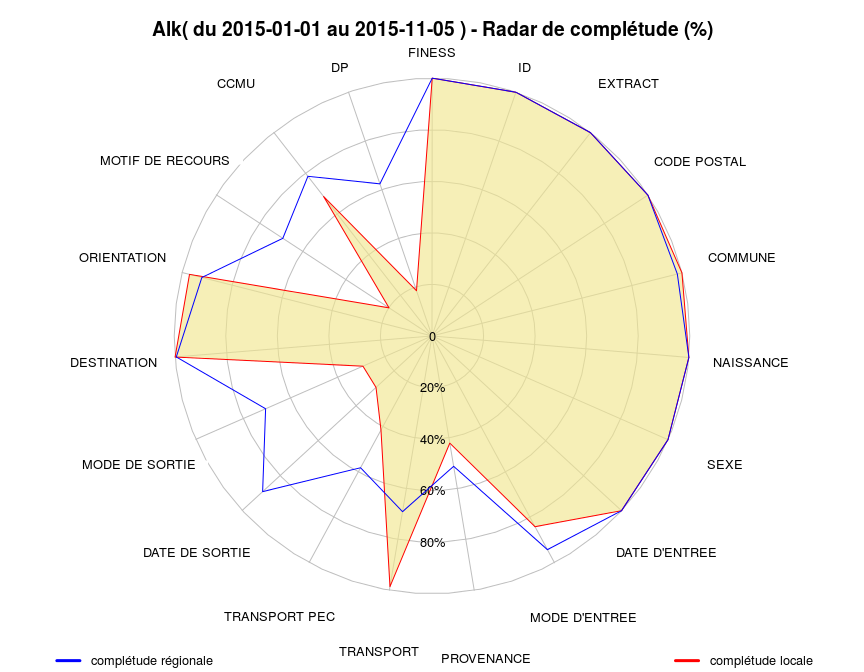 Alk( du 2015-01-01 au 2015-11-05 ) - Radar de complétude (%)
FINESS
DP
ID
CCMU
EXTRACT
MOTIF DE RECOURS
CODE POSTAL
ORIENTATION
COMMUNE
0
DESTINATION
NAISSANCE
20%
40%
MODE DE SORTIE
SEXE
60%
80%
DATE DE SORTIE
DATE D'ENTREE
TRANSPORT PEC
MODE D'ENTREE
TRANSPORT
PROVENANCE
complétude régionale
complétude locale